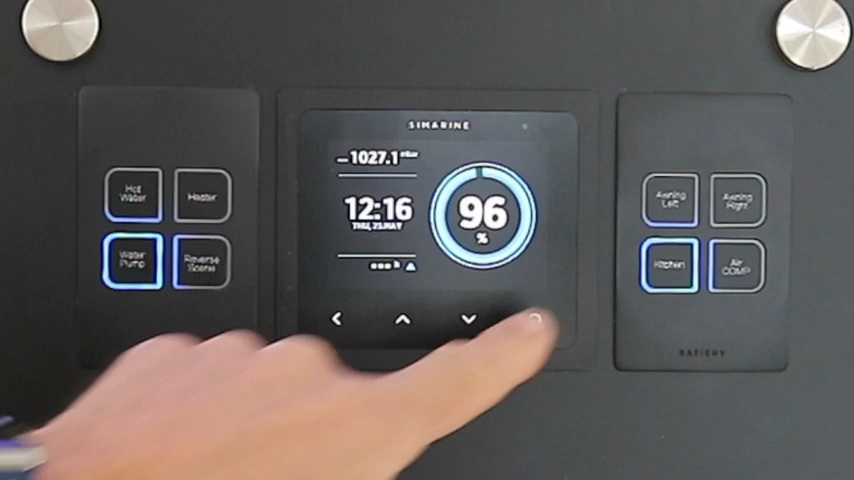 SIMARINE
1027.1 mbar
12:16
THU, 23.MAY
h
96
%
Hot
Water
Heater
Water
Pump
Reverse
Scene
Awning
Left
Awning
Right
Kitchen
Air
COMP